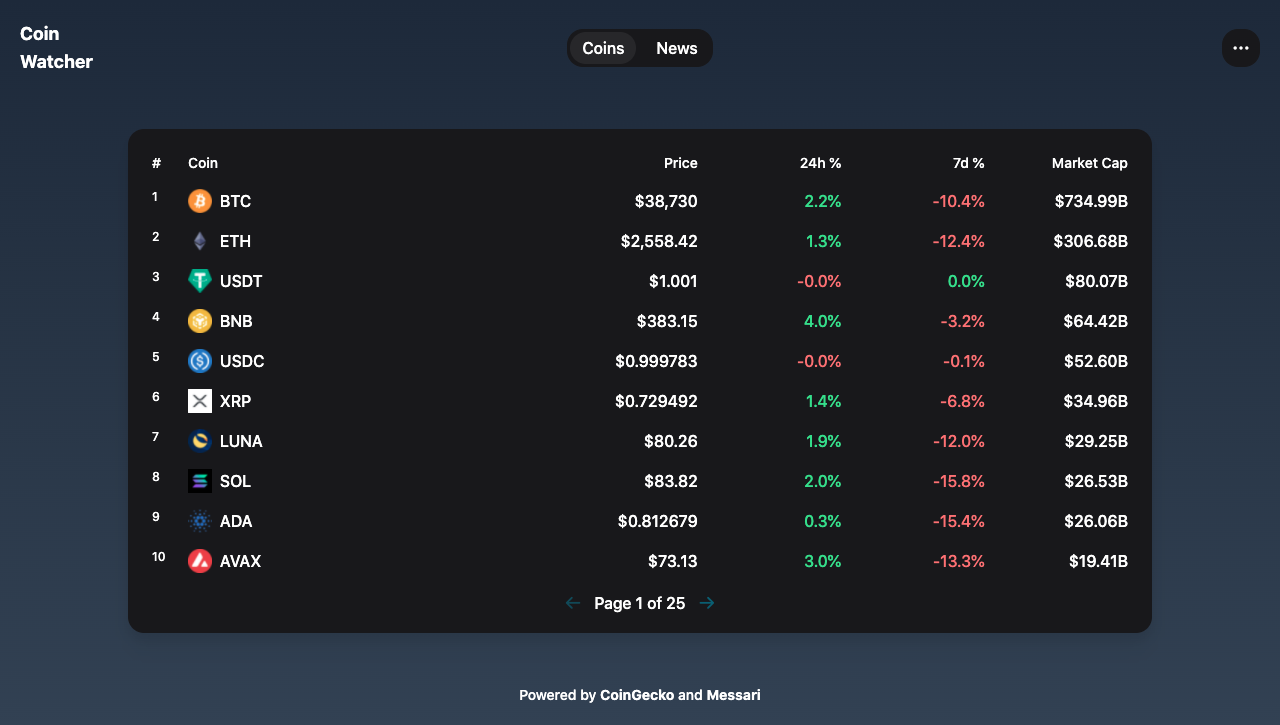 Coin
Watcher
Coins News
# Coin Price 24h % 7d % Market Cap
1 BTC $38,730 2.2% -10.4% $734.99B
2 ETH $2,558.42 1.3% -12.4% $306.68B
3 USDT $1.001 -0.0% 0.0% $80.07B
4 BNB $383.15 4.0% -3.2% $64.42B
5 USDC $0.999783 -0.0% -0.1% $52.60B
6 XRP $0.729492 1.4% -6.8% $34.96B
7 LUNA $80.26 1.9% -12.0% $29.25B
8 SOL $83.82 2.0% -15.8% $26.53B
9 ADA $0.812679 0.3% -15.4% $26.06B
10 AVAX $73.13 3.0% -13.3% $19.41B
Page 1 of 25
Powered by CoinGecko and Messari